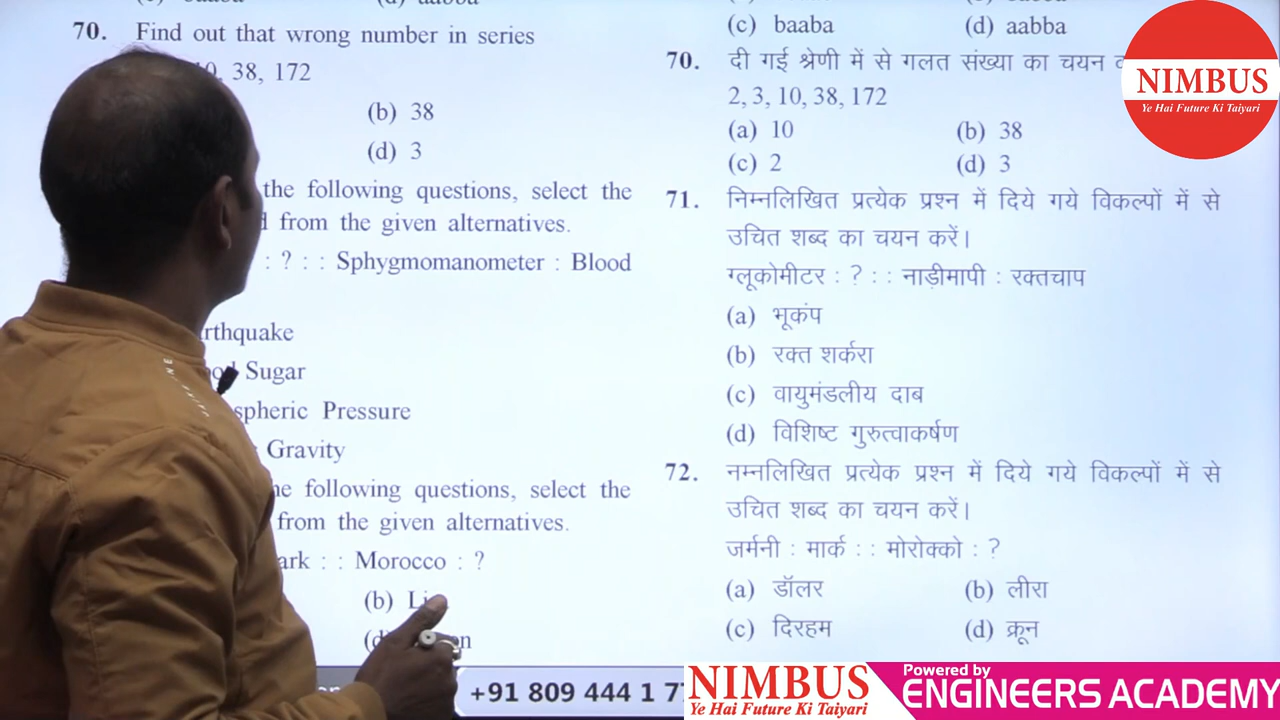 70. Find out that wrong number in series
38, 172
(b) 38
(d) 3
the following questions, select the
from the given alternatives.
: ? : : Sphygmomanometer : Blood
Sugar
Pressure
Gravity
following questions, select the
from the given alternatives.
: : Morocco : ?
(b)
(c) baaba (d) aabba
70. दी गई श्रेणी में से गलत संख्या का चयन
2, 3, 10, 38, 172
(a) 10 (b) 38
(c) 2 (d) 3
71. निम्नलिखित प्रत्येक प्रश्न में दिये गये विकल्पों में से
उचित शब्द का चयन करें।
ग्लूकोमीटर : ? : : नाड़ीमापी : रक्तचाप
(a) भूकंप
(b) रक्त शर्करा
(c) वायुमंडलीय दाब
(d) विशिष्ट गुरुत्वाकर्षण
72. नम्नलिखित प्रत्येक प्रश्न में दिये गये विकल्पों में से
उचित शब्द का चयन करें।
जर्मनी : मार्क : : मोरोक्को : ?
(a) डॉलर (b) लीरा
(c) दिरहम (d) क्रून
NIMBUS
Ye Hai Future Ki Taiyari
+91 809 444 1
NIMBUS
Ye Hai Future Ki Taiyari
Powered by
ENGINEERS ACADEMY